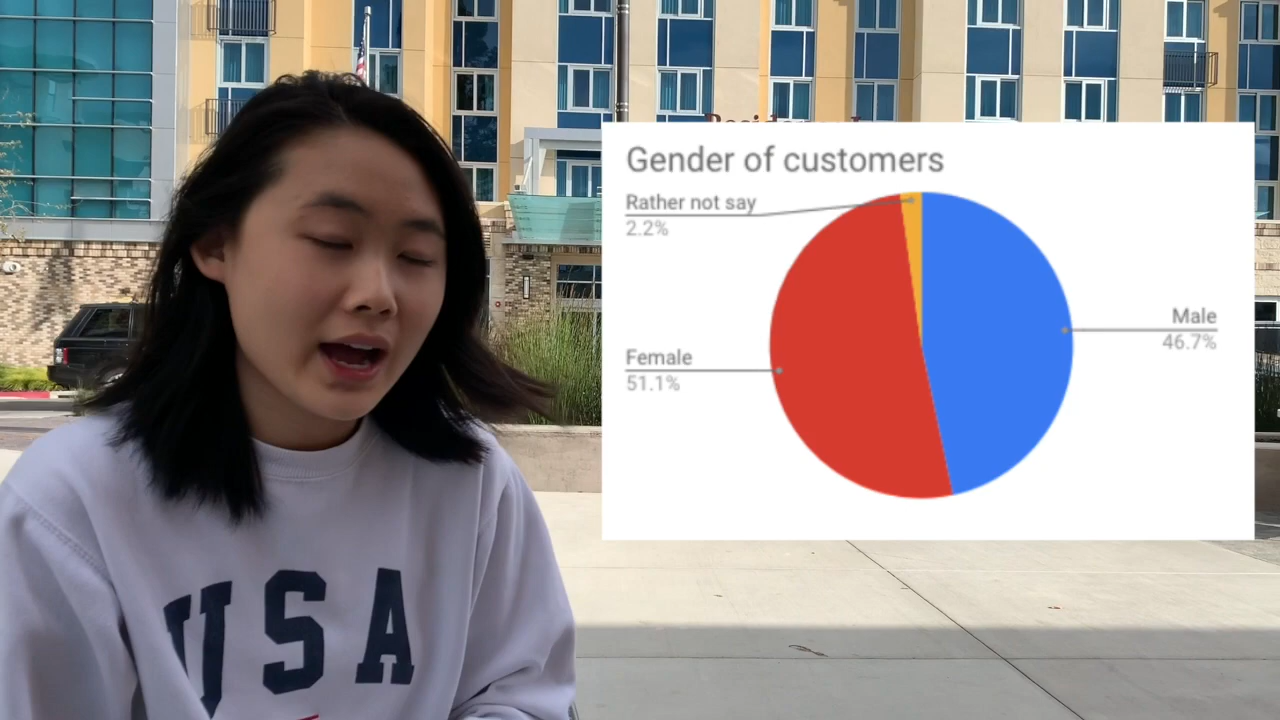 Gender of customers
Rather not say
2.2%
Male
46.7%
Female
51.1%
USA